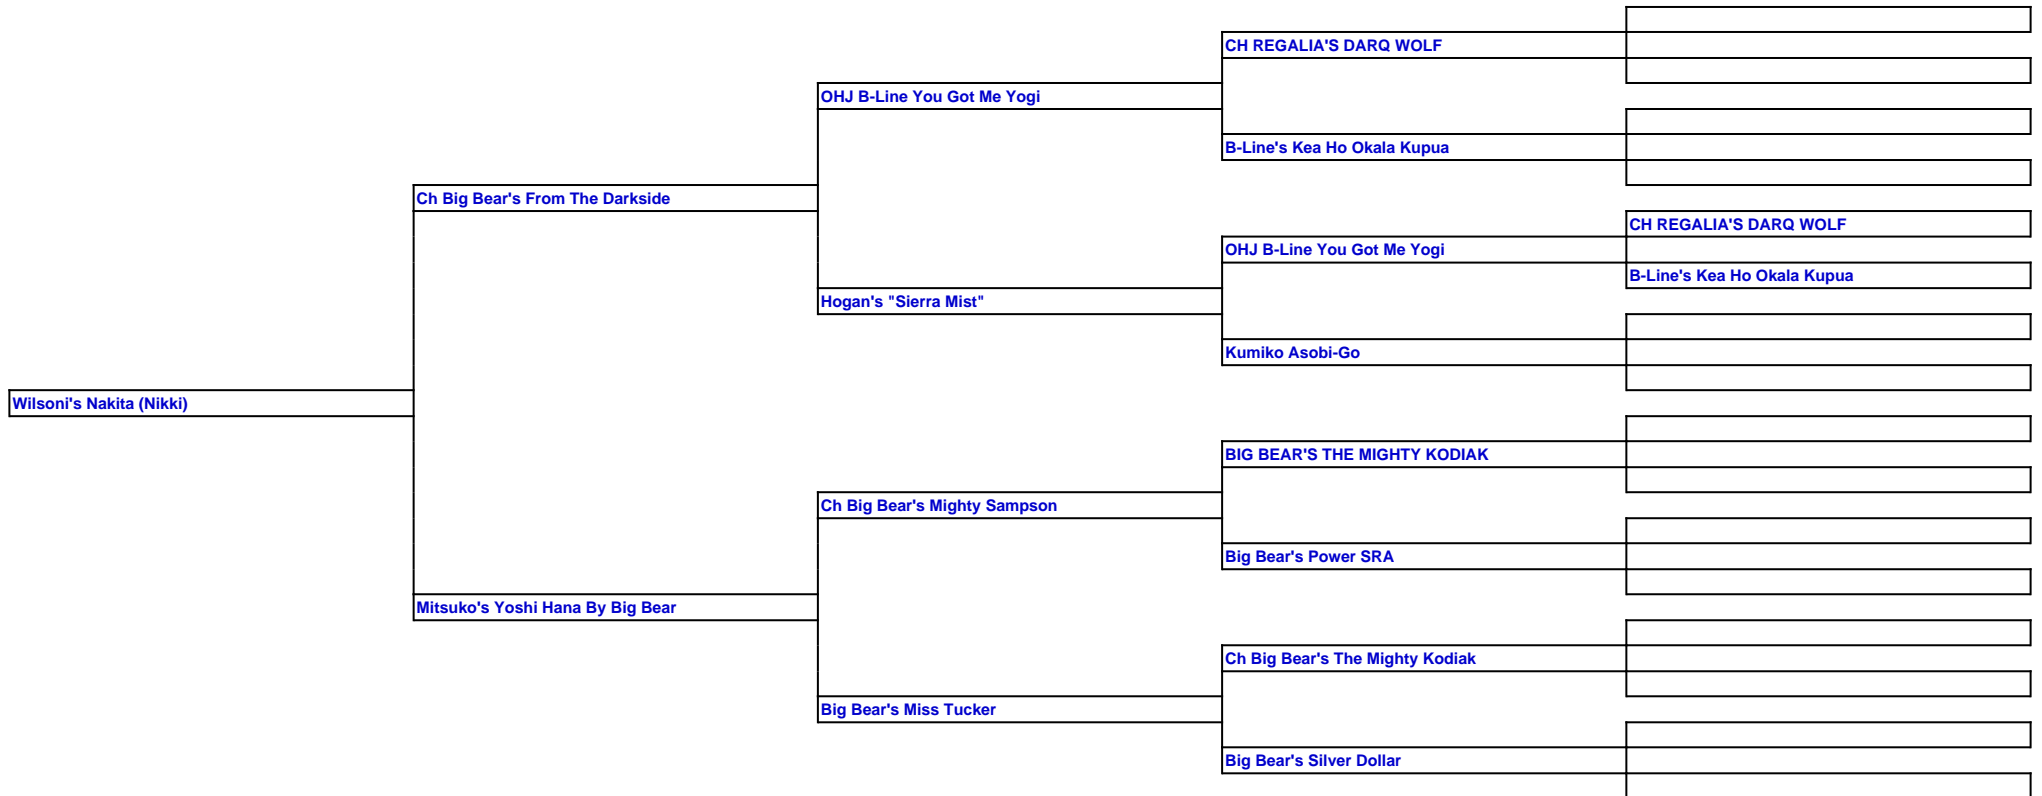 CH REGALIA'S DARQ WOLF
OHJ B-Line You Got Me Yogi
B-Line's Kea Ho Okala Kupua
Ch Big Bear's From The Darkside
CH REGALIA'S DARQ WOLF
OHJ B-Line You Got Me Yogi
B-Line's Kea Ho Okala Kupua
Hogan's "Sierra Mist"
Kumiko Asobi-Go
Wilsoni's Nakita (Nikki)
BIG BEAR'S THE MIGHTY KODIAK
Ch Big Bear's Mighty Sampson
Big Bear's Power SRA
Mitsuko's Yoshi Hana By Big Bear
Ch Big Bear's The Mighty Kodiak
Big Bear's Miss Tucker
Big Bear's Silver Dollar